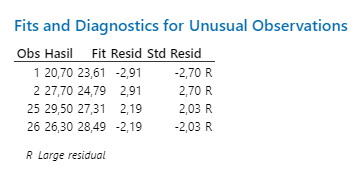 Fits and Diagnostics for Unusual Observations
Obs Hasil Fit Resid Std Resid
1 20,70 23,61 -2,91 -2,70 R
2 27,70 24,79 2,91 2,70 R
25 29,50 27,31 2,19 2,03 R
26 26,30 28,49 -2,19 -2,03 R
R Large residual